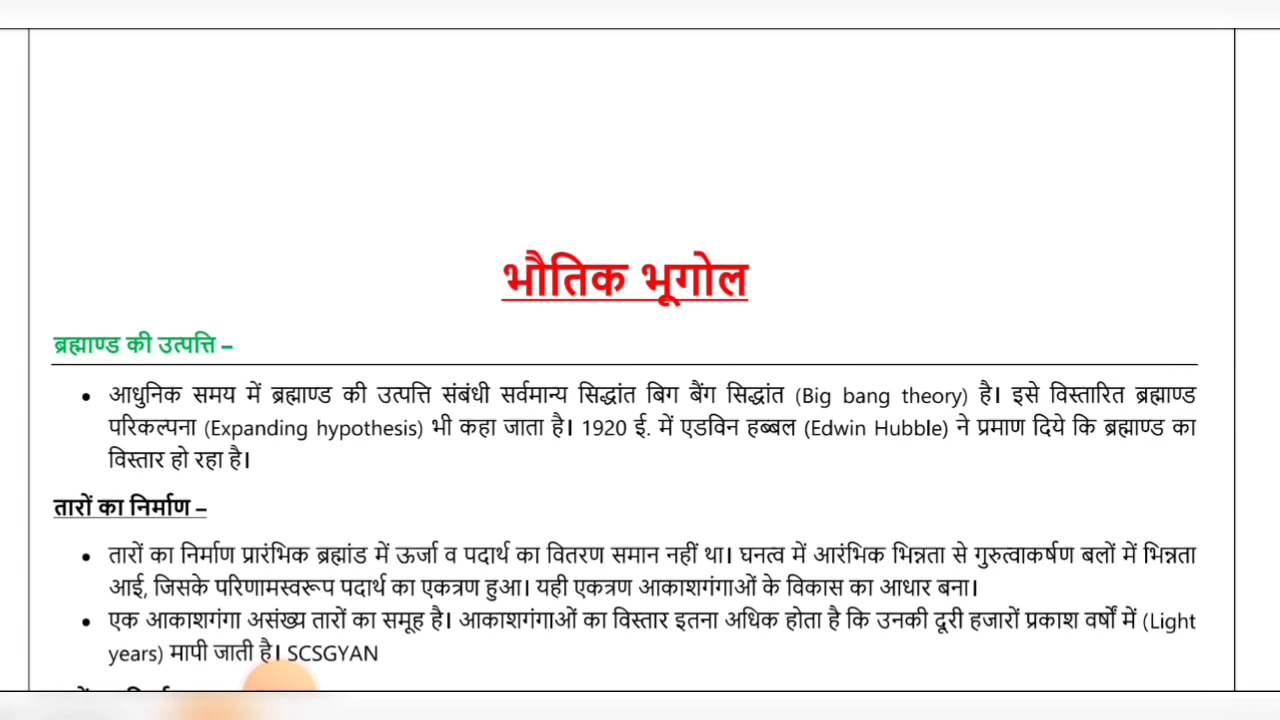 भौतिक भूगोल
ब्रह्माण्ड की उत्पत्ति –
• आधुनिक समय में ब्रह्माण्ड की उत्पत्ति संबंधी सर्वमान्य सिद्धांत बिग बैंग सिद्धांत (Big bang theory) है। इसे विस्तारित ब्रह्माण्ड
परिकल्पना (Expanding hypothesis) भी कहा जाता है। 1920 ई. में एडविन हब्बल (Edwin Hubble) ने प्रमाण दिये कि ब्रह्माण्ड का
विस्तार हो रहा है।
तारों का निर्माण –
• तारों का निर्माण प्रारंभिक ब्रह्मांड में ऊर्जा व पदार्थ का वितरण समान नहीं था। घनत्व में आरंभिक भिन्नता से गुरुत्वाकर्षण बलों में भिन्नता
आई, जिसके परिणामस्वरूप पदार्थ का एकत्रण हुआ। यही एकत्रण आकाशगंगाओं के विकास का आधार बना।
• एक आकाशगंगा असंख्य तारों का समूह है। आकाशगंगाओं का विस्तार इतना अधिक होता है कि उनकी दूरी हजारों प्रकाश वर्षों में (Light
years) मापी जाती है। SCSGYAN